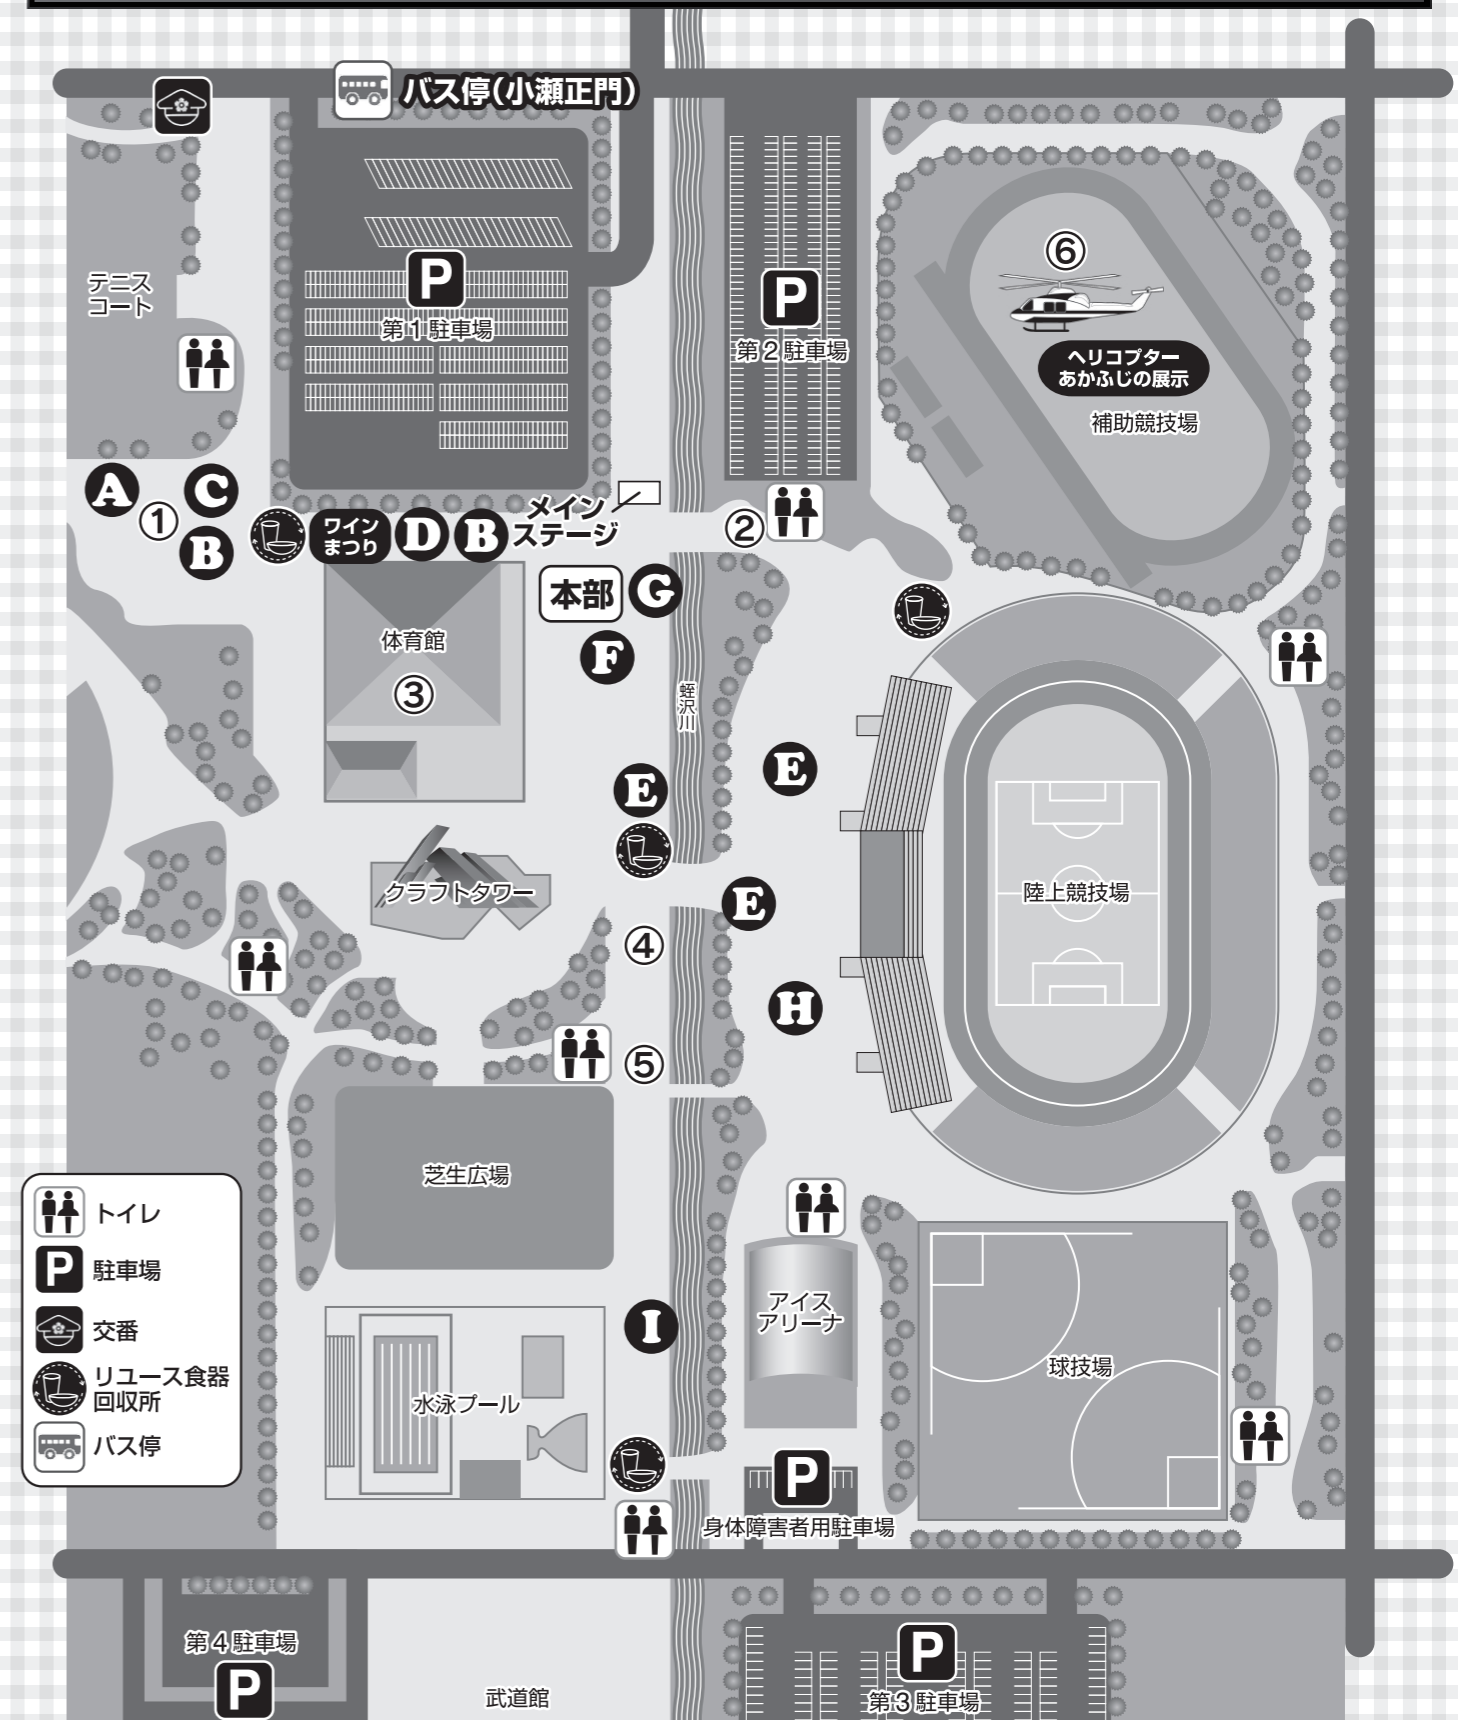 バス停(小瀬正門)
テニス
コート
P
第1駐車場
P
第2駐車場
⑥
ヘリコプター
あかふじの展示
補助競技場
A
①
C
B
ワイン
まつり
D
B
メイン
ステージ
②
本部
G
F
体育館
③
蛭沢川
E
E
クラフトタワー
E
陸上競技場
④
H
⑤
芝生広場
トイレ
P
駐車場
交番
リユース食器
回収所
バス停
I
アイス
アリーナ
球技場
水泳プール
P
身体障害者用駐車場
第4駐車場
P
武道館
P
第3駐車場